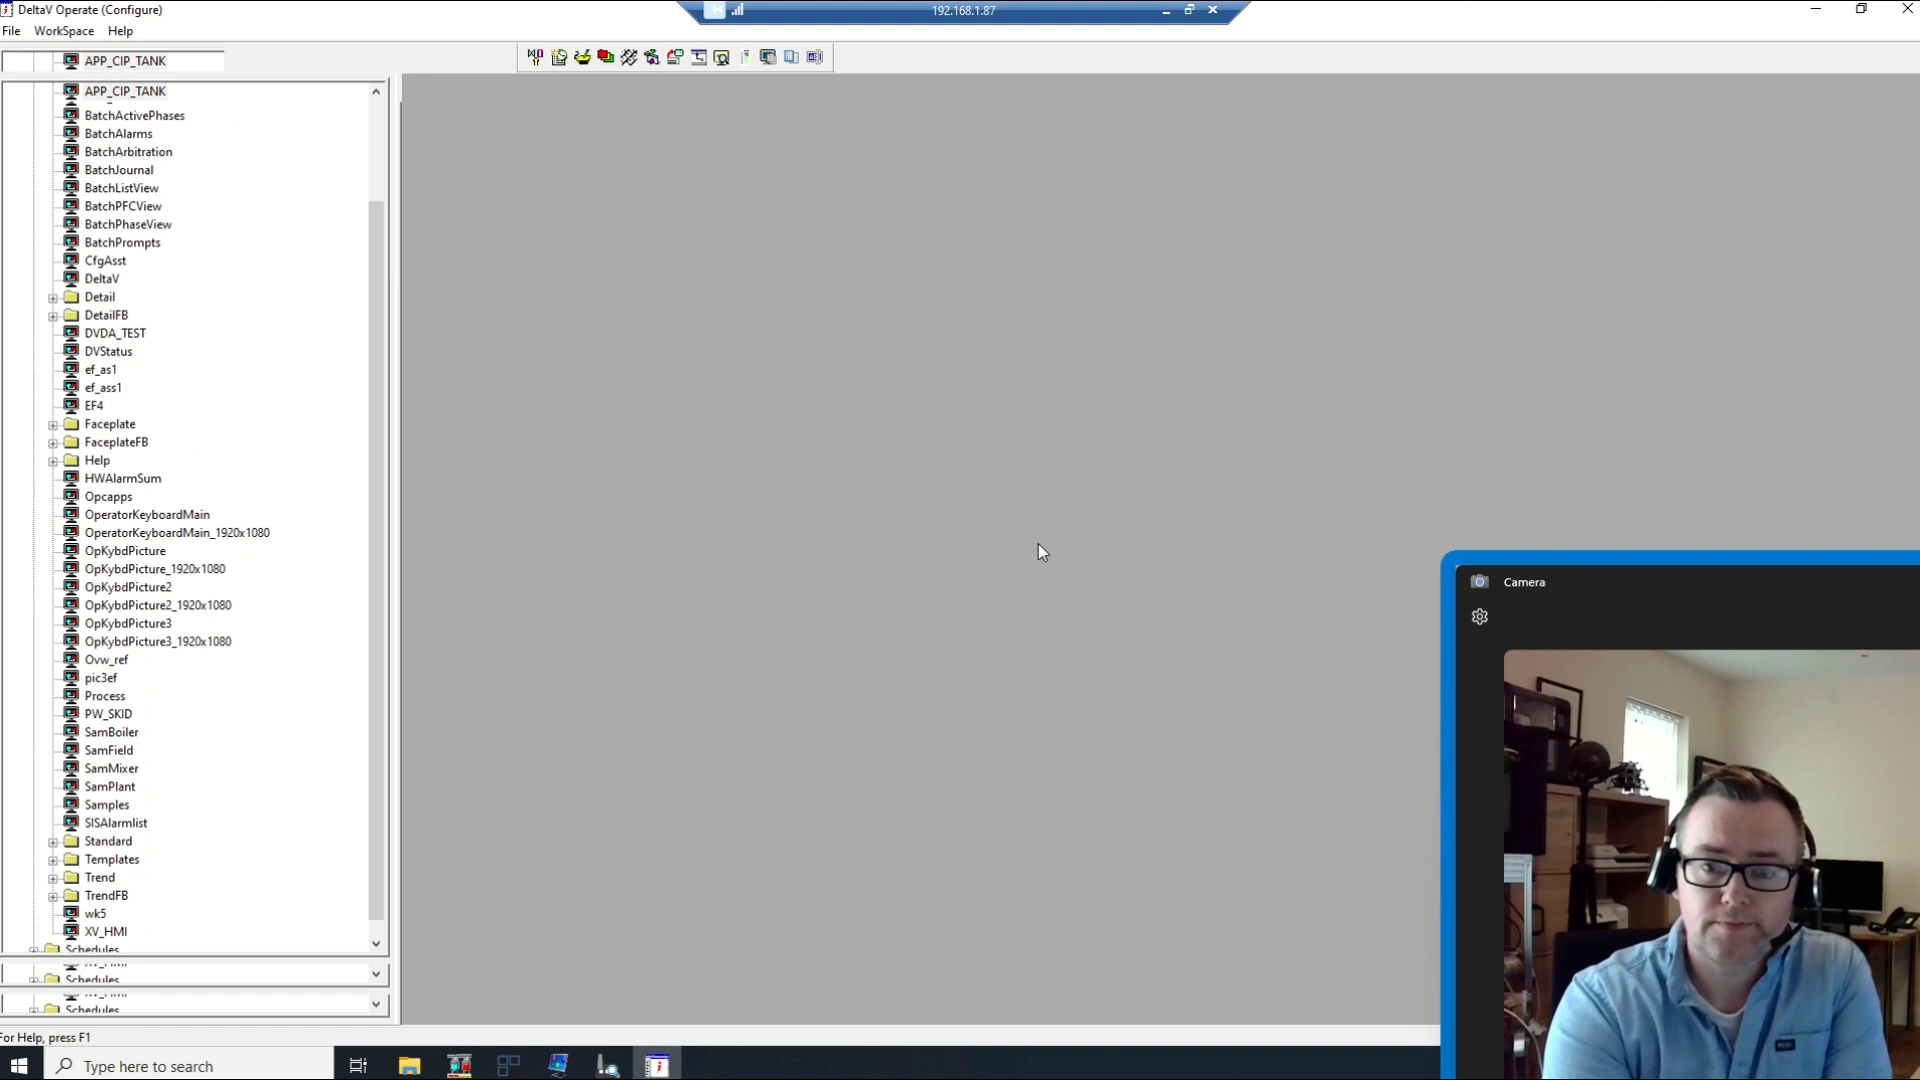 DeltaV Operate (Configure)
192.168.1.87
File WorkSpace Help
APP_CIP_TANK
APP_CIP_TANK
BatchActivePhases
BatchAlarms
BatchArbitration
BatchJournal
BatchListView
BatchPFCView
BatchPhaseView
BatchPrompts
CfgAsst
DeltaV
Detail
DetailFB
DVDA_TEST
DVStatus
ef_as1
ef_ass1
EF4
Faceplate
FaceplateFB
Help
HWAlarmSum
Opcapps
OperatorKeyboardMain
OperatorKeyboardMain_1920x1080
OpKybdPicture
OpKybdPicture_1920x1080
OpKybdPicture2
OpKybdPicture2_1920x1080
OpKybdPicture3
OpKybdPicture3_1920x1080
Ovw_ref
pic3ef
Process
PW_SKID
SamBoiler
SamField
SamMixer
SamPlant
Samples
SISAlarmlist
Standard
Templates
Trend
TrendFB
wk5
XV_HMI
Schedules
Schedules
Schedules
For Help, press F1
Type here to search
Camera